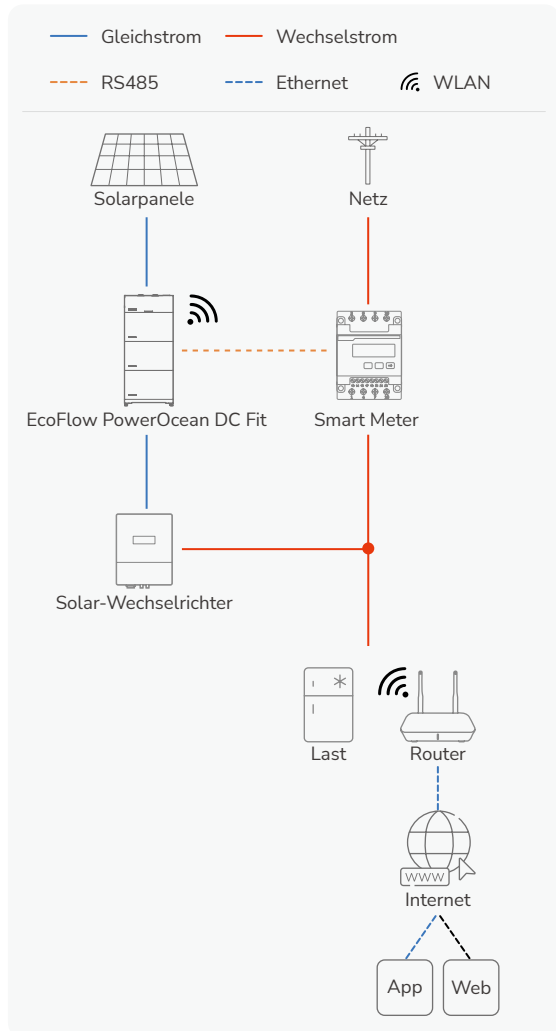 Gleichstrom
Wechselstrom
RS485
Ethernet
WLAN
Solarpanele
Netz
EcoFlow PowerOcean DC Fit
Smart Meter
Solar-Wechselrichter
Last
Router
WWW
Internet
App
Web